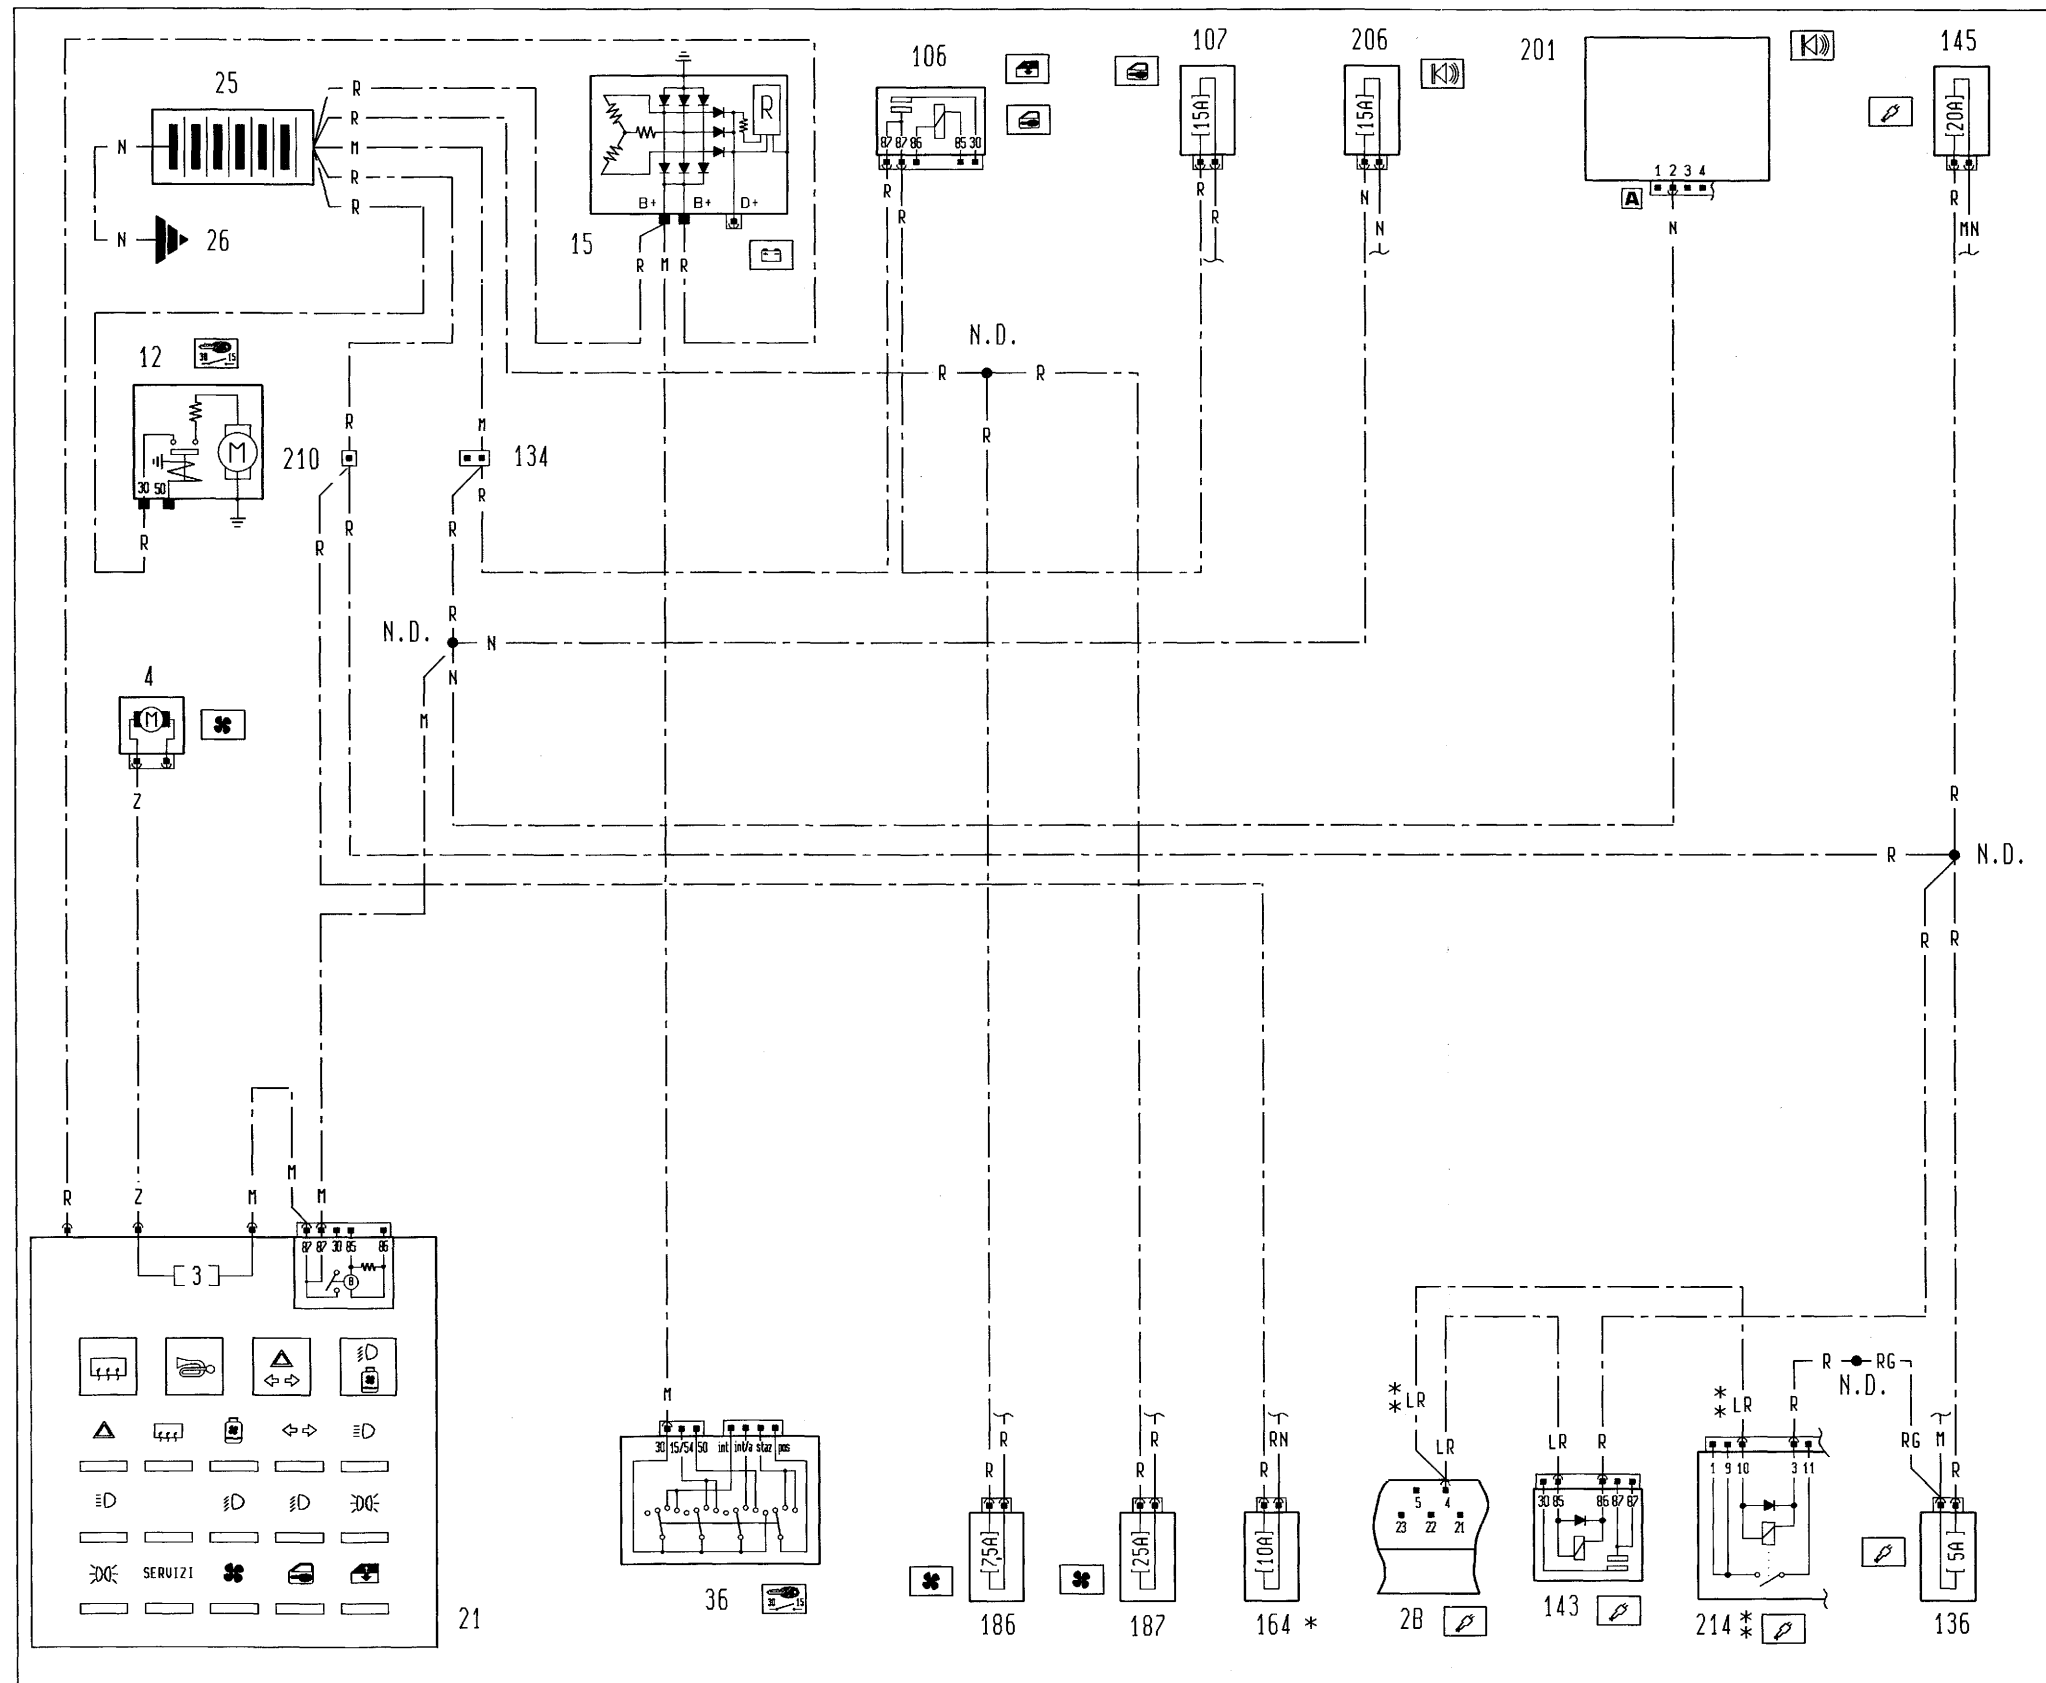 25
106
107
206
201
145
R
R
M
R
R
N
N
26
R
15A
15A
20A
87 87 86 85 30
1 2 3 4
A
B+ B+ D+
15
R M R
R
R
R
R
N
N
N
R
MN
N.D.
R
R
R
12
30 15
M
30 50
R
210
R
R
R
134
M
R
R
R
N.D.
N
N
M
4
M
Z
R
R
N.D.
R
R
R
Z
M
M
M
87 87 30 85 86
3
B
SERVIZI
21
M
30 15/54 50 int int/a staz pos
36
30 15
R
R
7,5A
186
R
R
25A
187
R
RN
10A
164 *
* *
LR
LR
5 4
23 22 21
2B
LR
R
30 85 86 87 87
143
* *
LR
R
1 9 10 3 11
214 * *
R
RG
N.D.
RG
M
R
5A
136